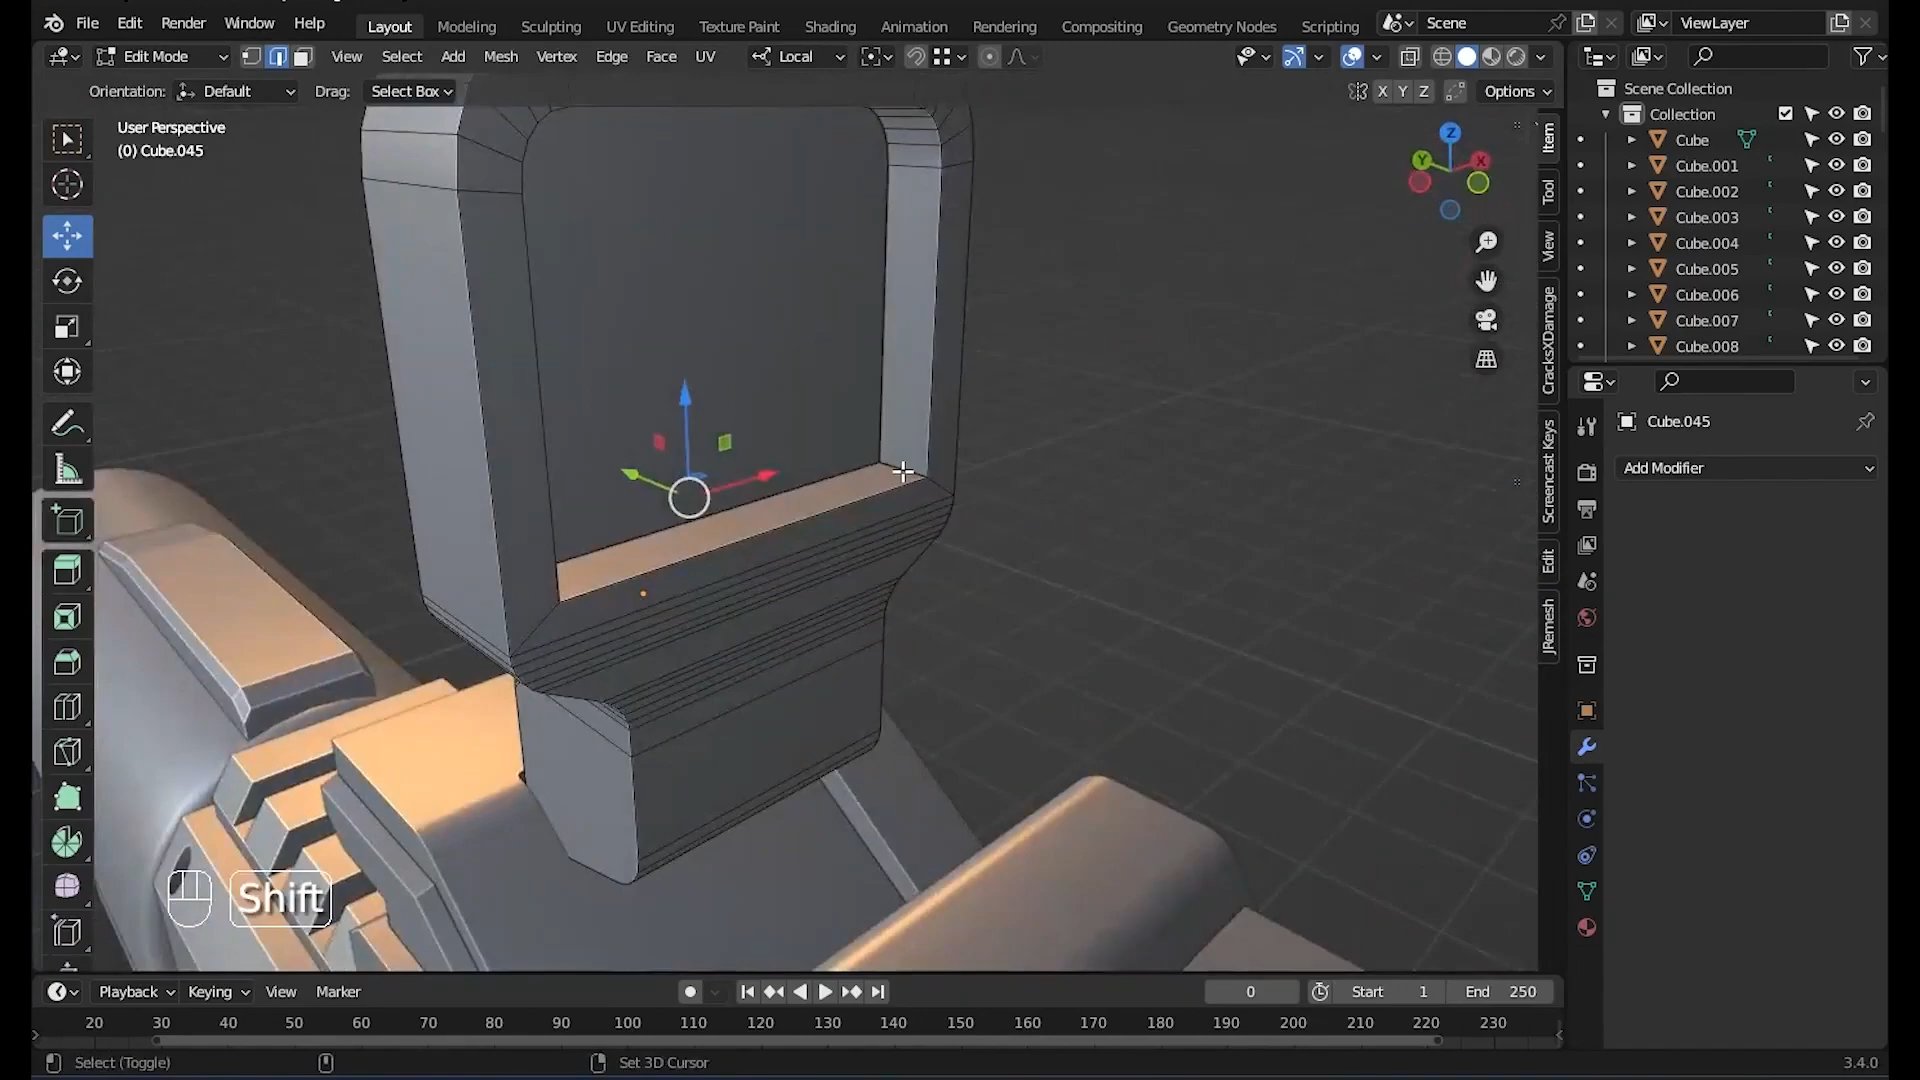 File Edit Render Window Help Layout Modeling Sculpting UV Editing Texture Paint Shading Animation Rendering Compositing Geometry Nodes Scripting Scene ViewLayer
Edit Mode View Select Add Mesh Vertex Edge Face UV Local
Orientation: Default Drag: Select Box X Y Z Options
User Perspective
(0) Cube.045
Z
Y
X
Item
Tool
View
CracksXDamage
Screencast Keys
Edit
JRemesh
Scene Collection
Collection
Cube
Cube.001
Cube.002
Cube.003
Cube.004
Cube.005
Cube.006
Cube.007
Cube.008
Cube.045
Add Modifier
Shift
Playback Keying View Marker 0 Start 1 End 250
20 30 40 50 60 70 80 90 100 110 120 130 140 150 160 170 180 190 200 210 220 230
Select (Toggle) Set 3D Cursor 3.4.0